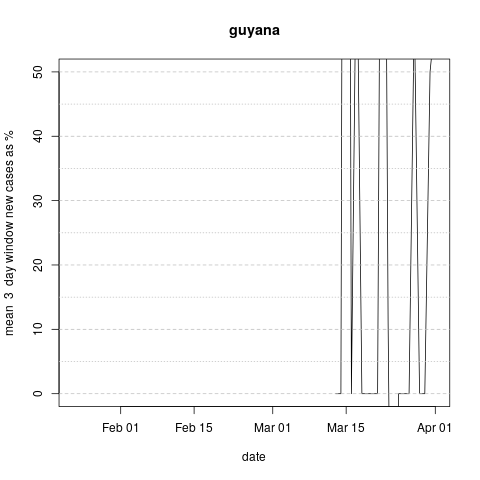 guyana
mean 3 day window new cases as %
50
40
30
20
10
0
Feb 01
Feb 15
Mar 01
Mar 15
Apr 01
date